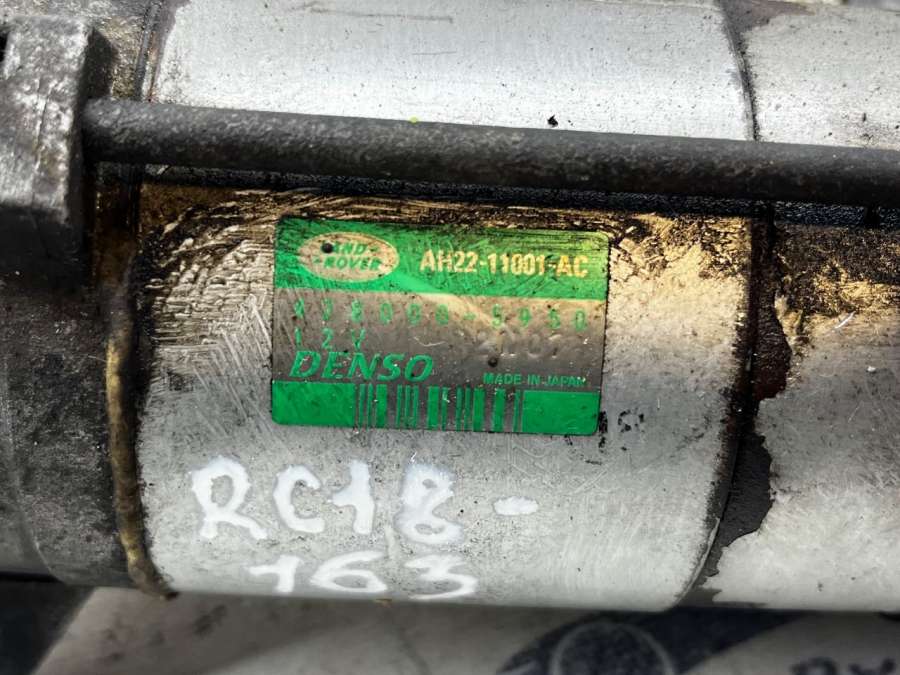 LAND-
ROVER
AH22-11001-AC
428000-5950
12V
DENSO
MADE IN JAPAN
RC18-
163